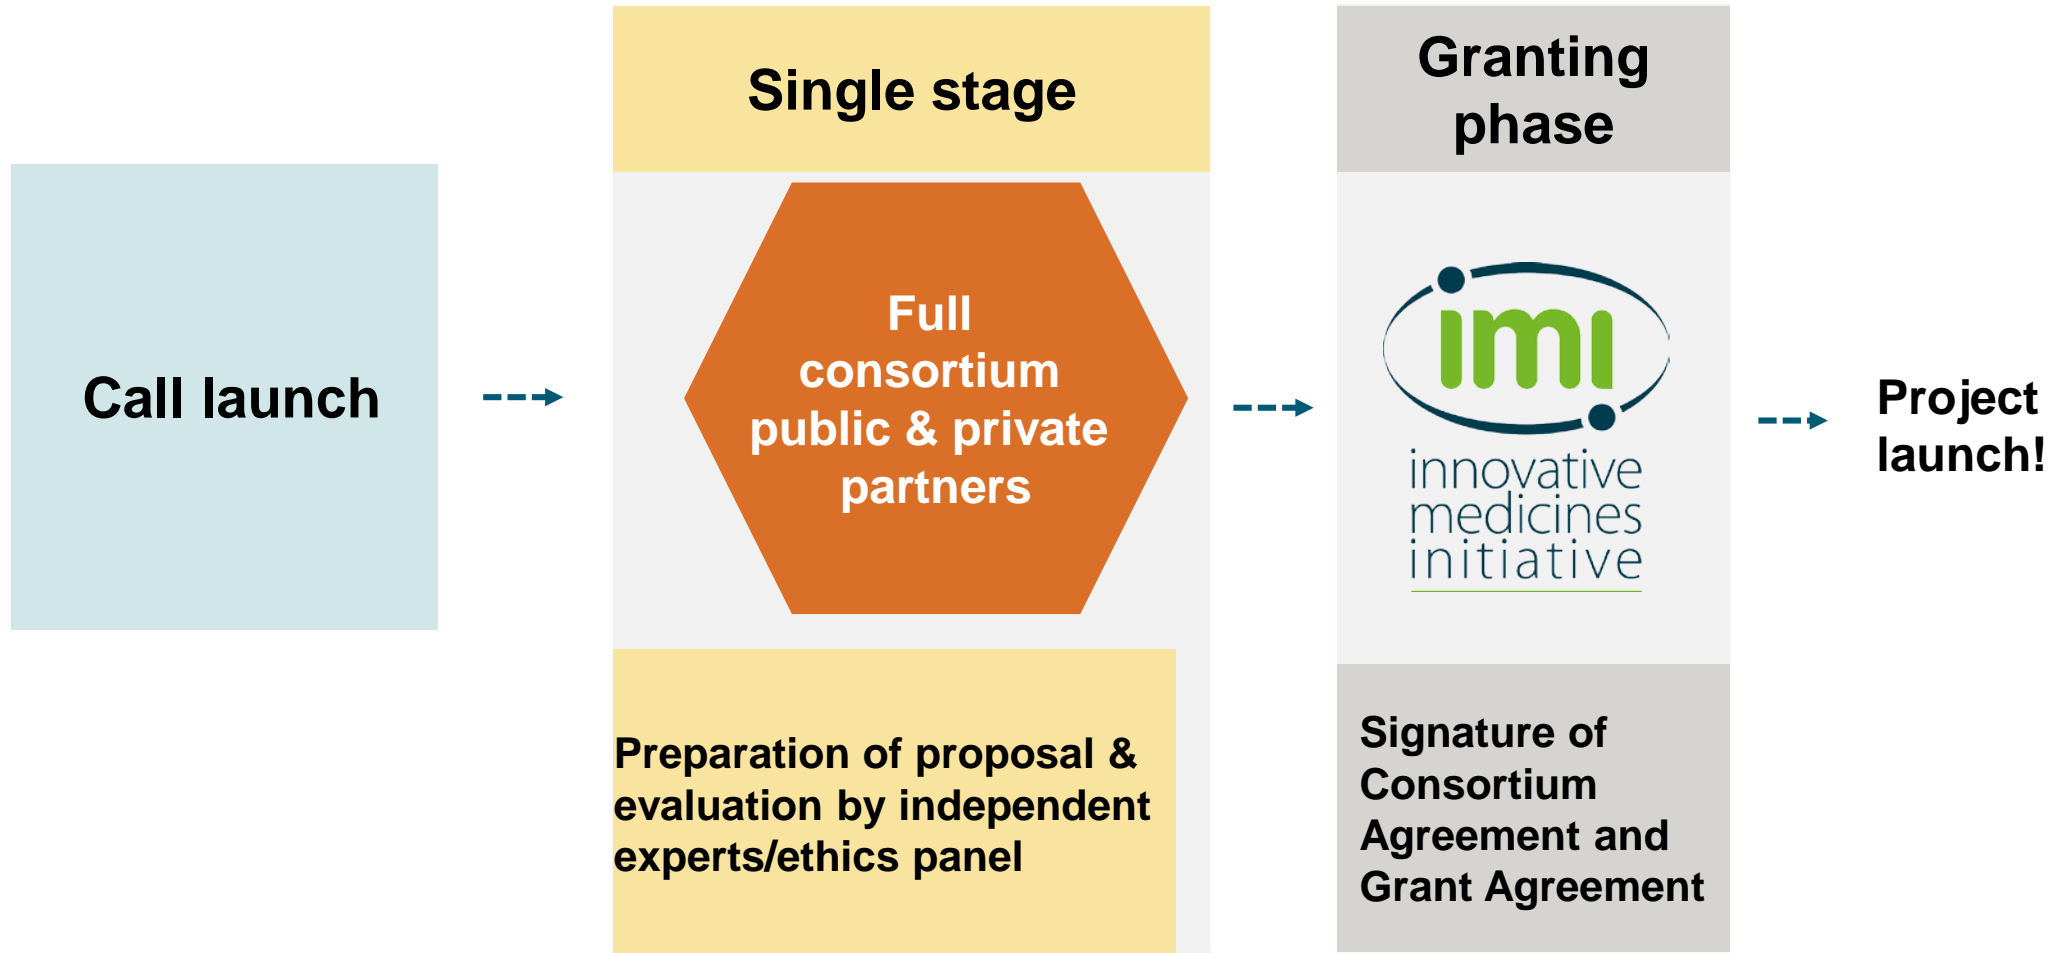 Call launch
Single stage
Full
consortium
public & private
partners
Preparation of proposal &
evaluation by independent
experts/ethics panel
Granting
phase
imi
innovative
medicines
initiative
Signature of
Consortium
Agreement and
Grant Agreement
Project
launch!